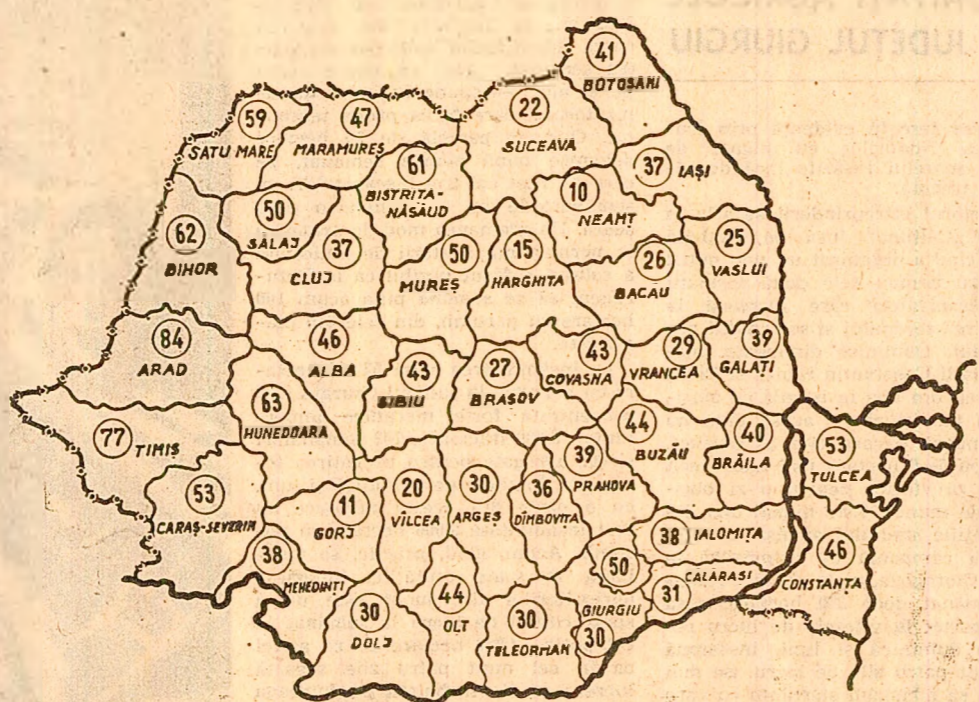 JUDEȚUL GIURGIU
41
BOTOȘANI
59
SATU MARE
47
MARAMUREȘ
22
SUCEAVA
61
BISTRIȚA-
NĂSĂUD
37 IAȘI
10
NEAMȚ
50
SĂLAJ
62
BIHOR
37
CLUJ
50
MUREȘ
15
HARGHITA
26
BACAU
25
VASLUI
84
ARAD
46
ALBA
43
SIBIU
27
BRAȘOV
43
COVASNA
29
VRANCEA
39
GALAȚI
63
HUNEDOARA
77 TIMIȘ
44
BUZĂU
40
BRĂILA
53
TULCEA
53
CARAȘ-SEVERIN
11
GORJ
20
VÎLCEA
30
ARGEȘ
36
DÎMBOVIȚA
39
PRAHOVA
38 IALOMIȚA
46
CONSTANȚA
38
MEHEDINȚI
50
CALARASI
31
30
DOLJ
44
OLT
30
TELEORMAN
GIURGIU
30